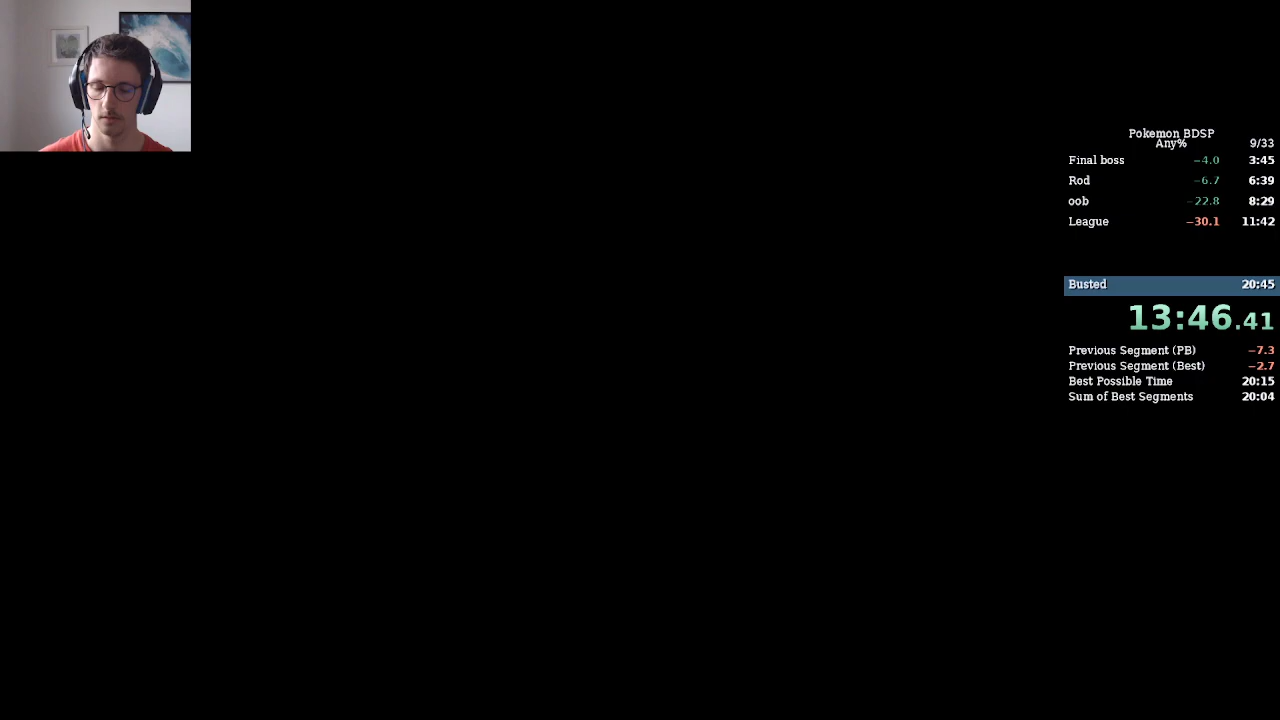 Pokemon BDSP
Any% 9/33
Final boss −4.0 3:45
Rod −6.7 6:39
oob −22.8 8:29
League −30.1 11:42
Busted 20:45
13:46.41
Previous Segment (PB) −7.3
Previous Segment (Best) −2.7
Best Possible Time 20:15
Sum of Best Segments 20:04